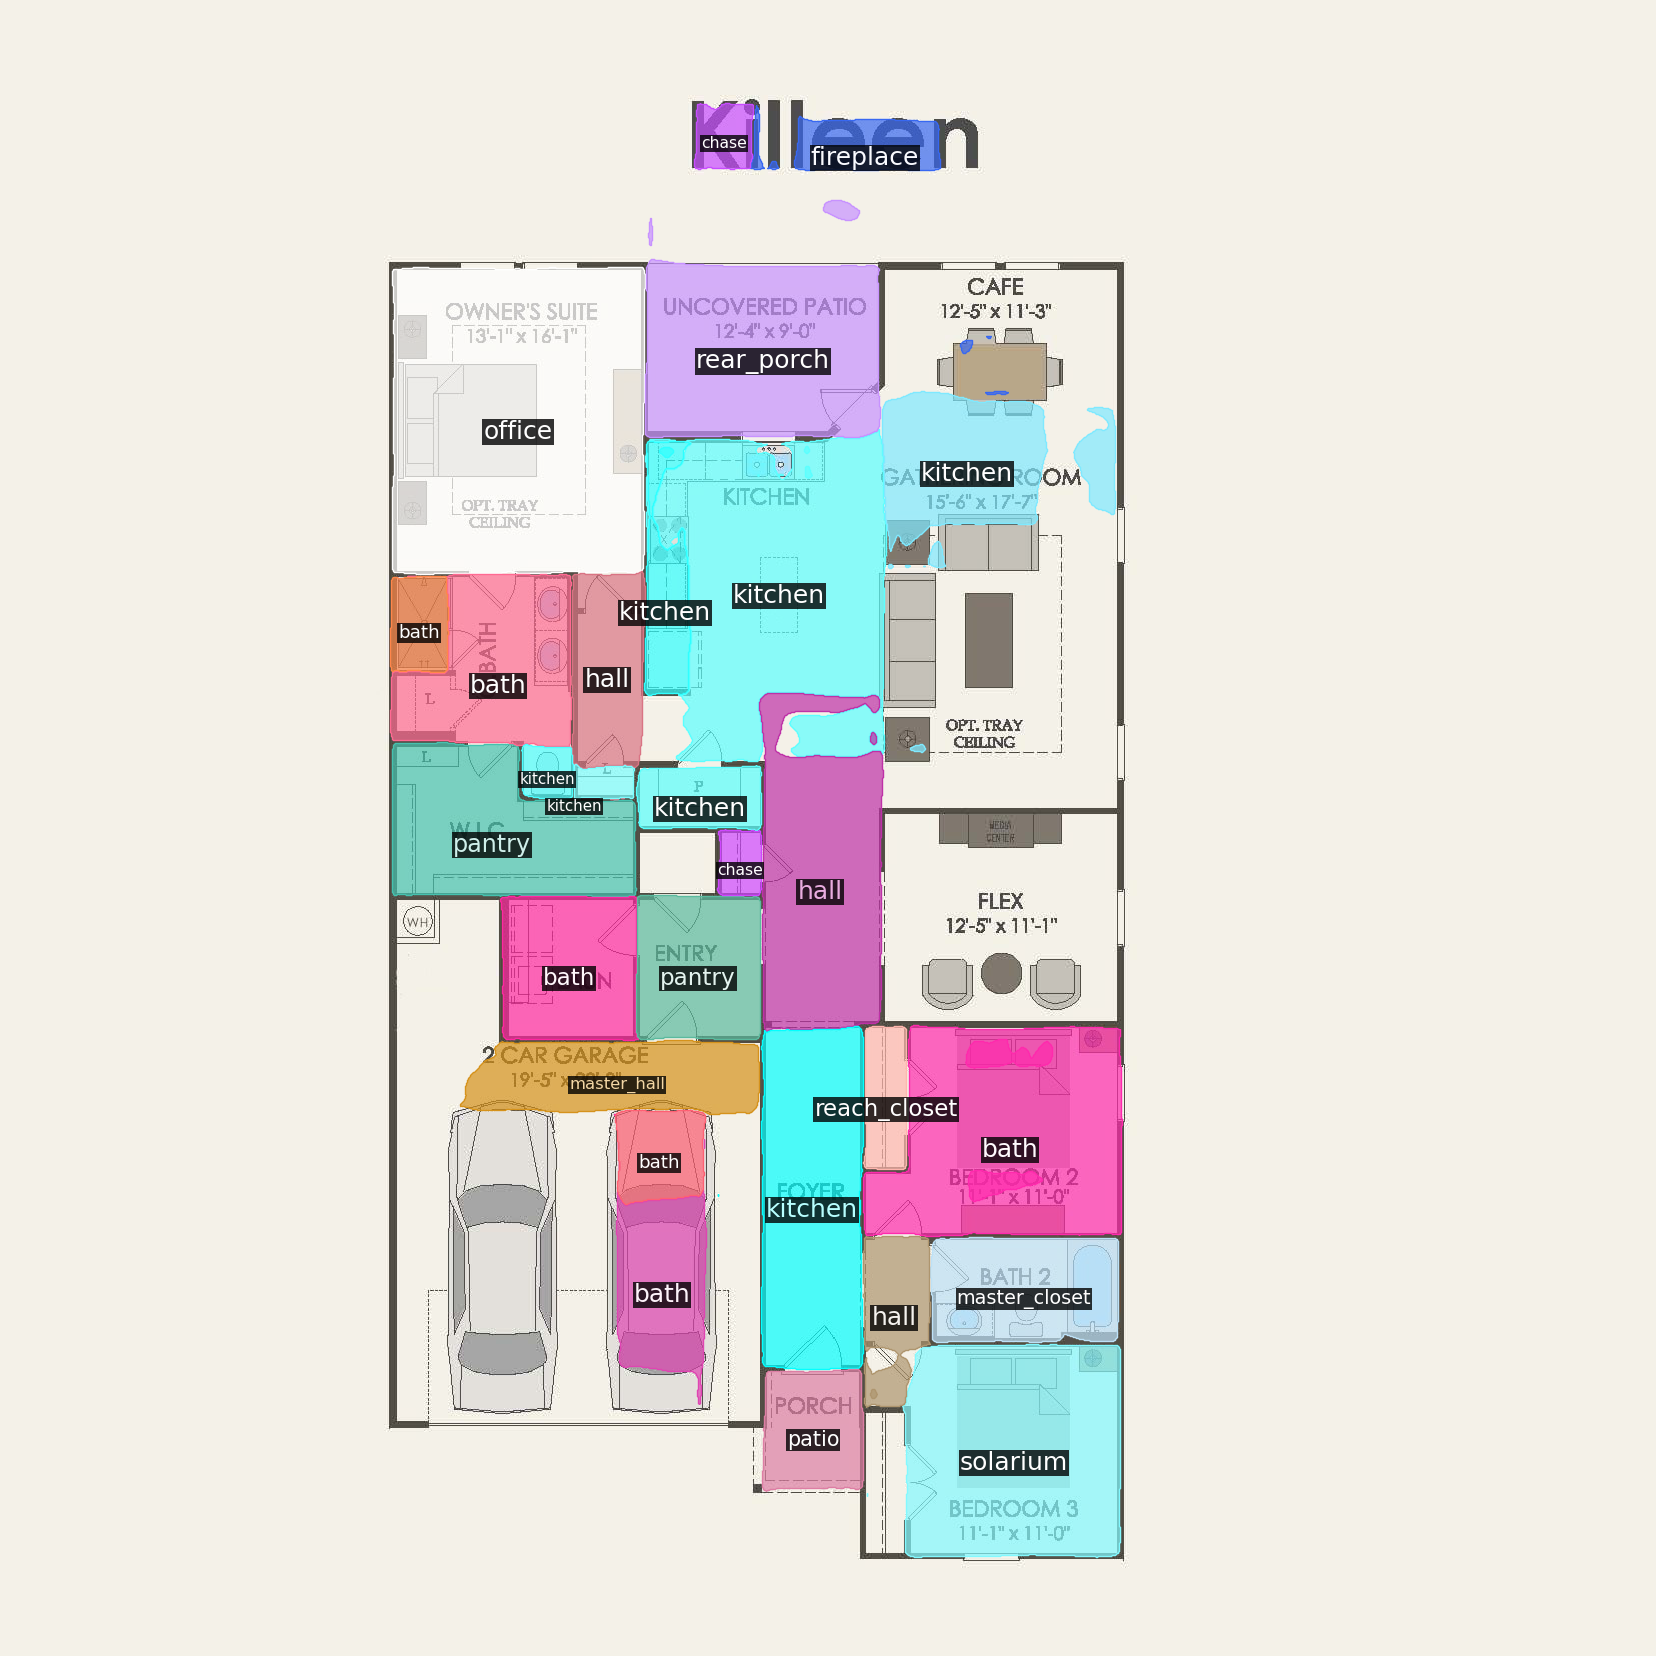 Killeen
chase
fireplace
OWNER'S SUITE
13'-1" x 16'-1"
office
OPT. TRAY
CEILING
UNCOVERED PATIO
12'-4" x 9'-0"
rear_porch
CAFE
12'-5" x 11'-3"
kitchen
ROOM
15'-6" x 17'-7"
KITCHEN
kitchen
kitchen
OPT. TRAY
CEILING
bath
BATH
bath
L
hall
L
kitchen
L
kitchen
P
kitchen
pantry
chase
hall
MEDIA
CENTER
FLEX
12'-5" x 11'-1"
WH
bath
ENTRY
pantry
2 CAR GARAGE
19'-5" x
master_hall
bath
bath
FOYER
kitchen
reach_closet
bath
BEDROOM 2
11'-1" x 11'-0"
hall
BATH 2
master_closet
PORCH
patio
solarium
BEDROOM 3
11'-1" x 11'-0"